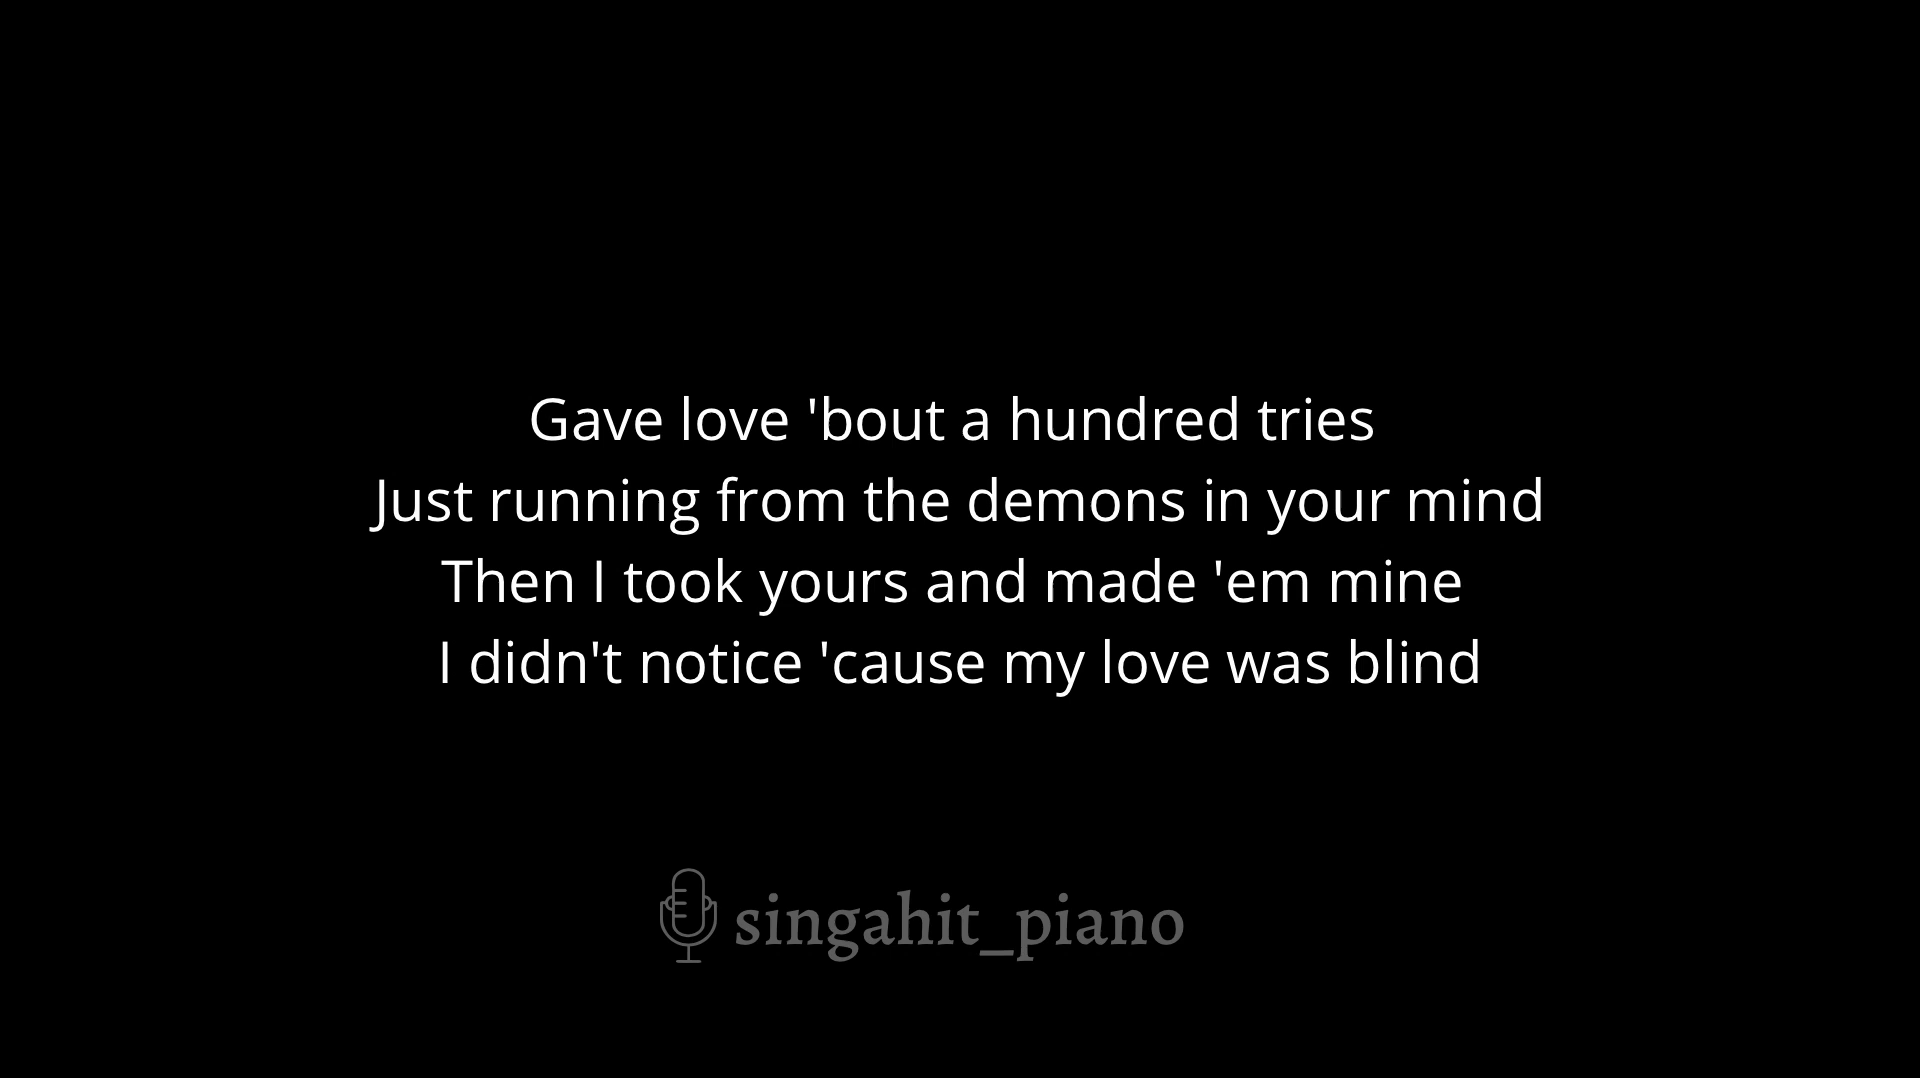 Gave love 'bout a hundred tries
Just running from the demons in your mind
Then I took yours and made 'em mine
I didn't notice 'cause my love was blind
singahit_piano